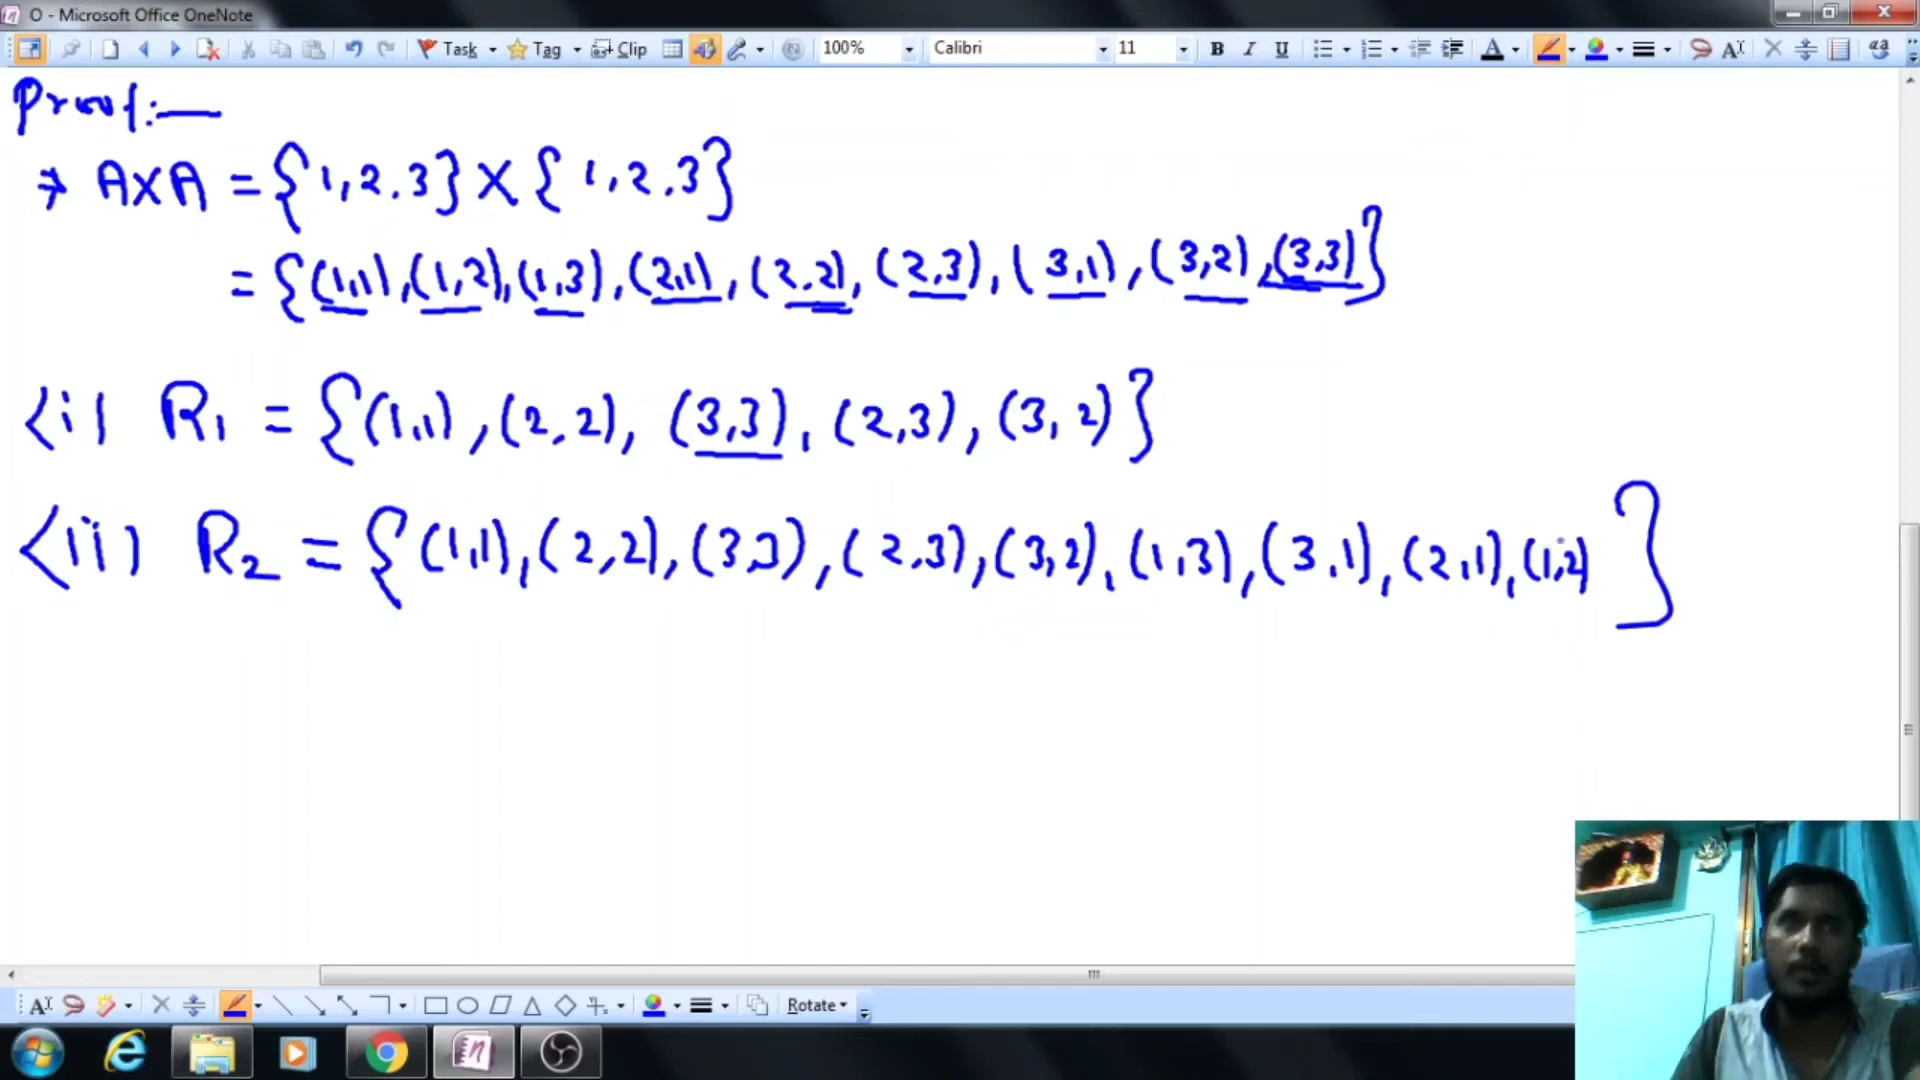 O - Microsoft Office OneNote
Task Tag Clip 100% Calibri 11 B I U A
Proof:—
→ A×A = {1,2.3} × {1,2.3}
= {(1,1),(1,2),(1,3),(2,1),(2,2),(2,3),(3,1),(3,2),(3,3)}
<i) R1 = {(1,1),(2,2),(3,3),(2,3),(3,2)}
<ii) R2 = {(1,1),(2,2),(3,3),(2,3),(3,2),(1,3),(3,1),(2,1),(1,2)}
Rotate